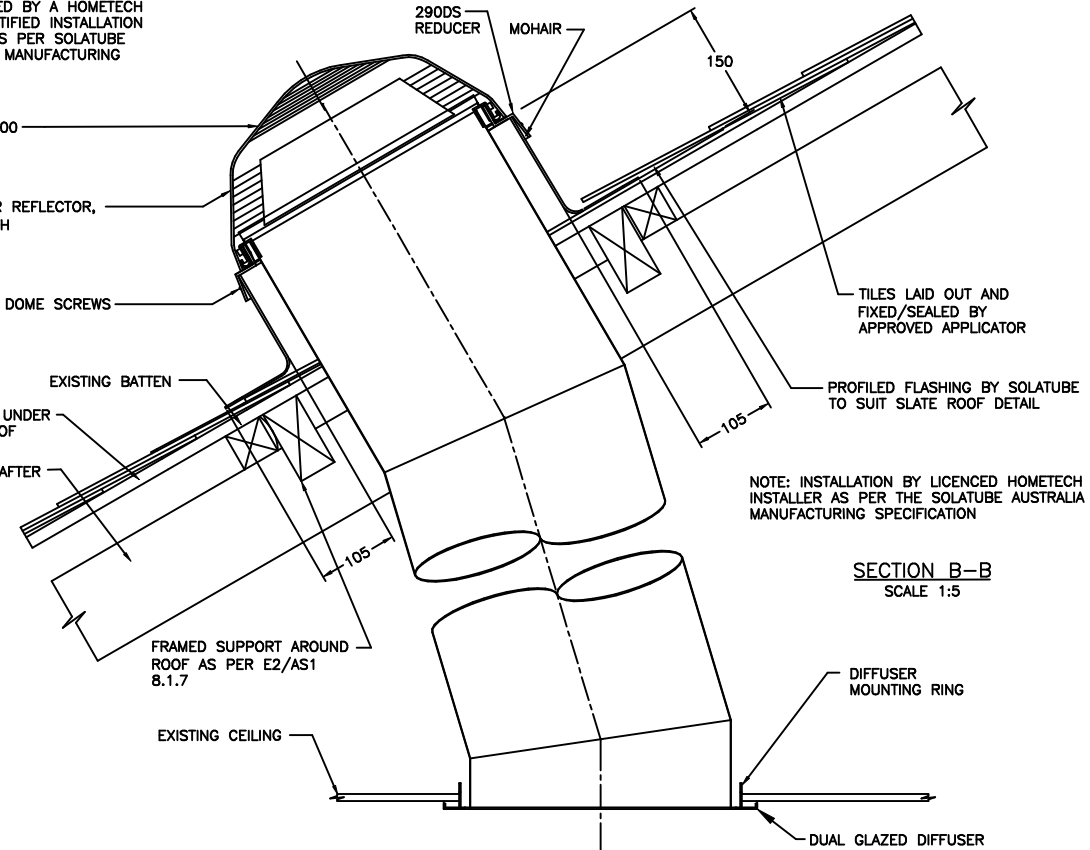 ED BY A HOMETECH
TIFIED INSTALLATION
S PER SOLATUBE
MANUFACTURING
290DS
REDUCER
MOHAIR
150
00
R REFLECTOR,
H
DOME SCREWS
TILES LAID OUT AND
FIXED/SEALED BY
APPROVED APPLICATOR
EXISTING BATTEN
PROFILED FLASHING BY SOLATUBE
TO SUIT SLATE ROOF DETAIL
UNDER
OF
105
AFTER
NOTE: INSTALLATION BY LICENCED HOMETECH
INSTALLER AS PER THE SOLATUBE AUSTRALIA
MANUFACTURING SPECIFICATION
105
SECTION B-B
SCALE 1:5
FRAMED SUPPORT AROUND
ROOF AS PER E2/AS1
8.1.7
DIFFUSER
MOUNTING RING
EXISTING CEILING
DUAL GLAZED DIFFUSER